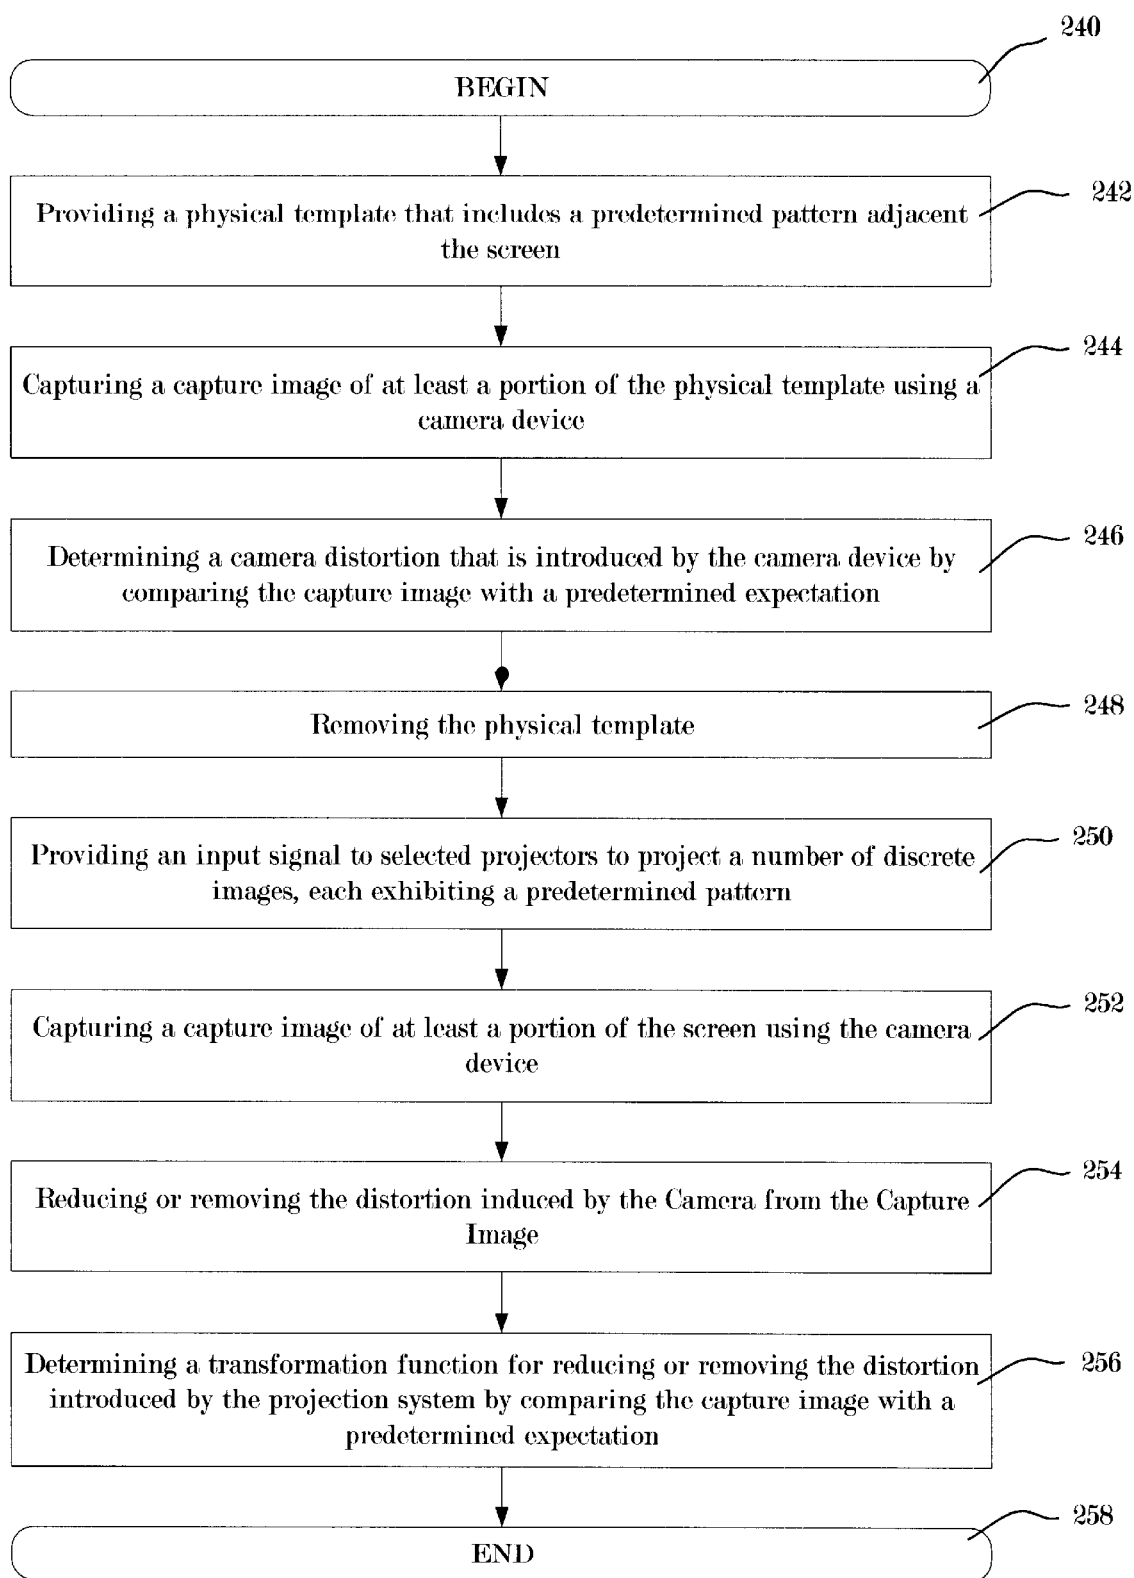 240
BEGIN
242
Providing a physical template that includes a predetermined pattern adjacent
the screen
244
Capturing a capture image of at least a portion of the physical template using a
camera device
246
Determining a camera distortion that is introduced by the camera device by
comparing the capture image with a predetermined expectation
248
Removing the physical template
250
Providing an input signal to selected projectors to project a number of discrete
images, each exhibiting a predetermined pattern
252
Capturing a capture image of at least a portion of the screen using the camera
device
254
Reducing or removing the distortion induced by the Camera from the Capture
Image
256
Determining a transformation function for reducing or removing the distortion
introduced by the projection system by comparing the capture image with a
predetermined expectation
258
END